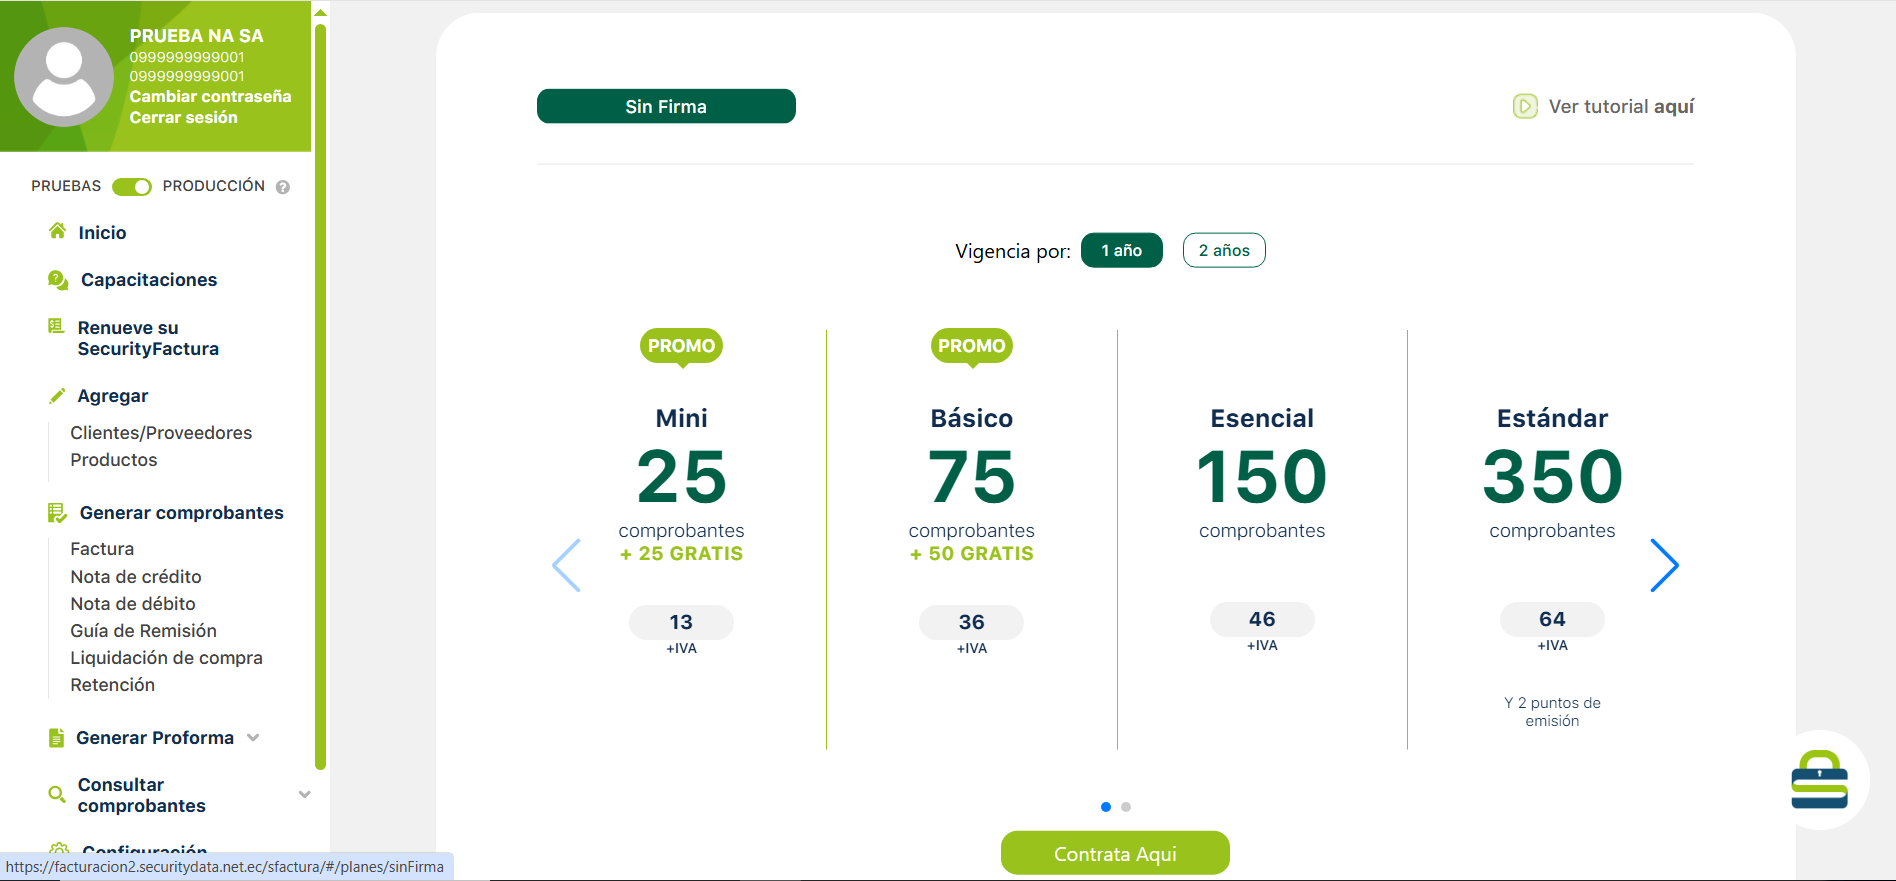 PRUEBA NA SA
0999999999001
0999999999001
Cambiar contraseña
Cerrar sesión
PRUEBAS PRODUCCIÓN ?
Inicio
Capacitaciones
Renueve su
SecurityFactura
Agregar
Clientes/Proveedores
Productos
Generar comprobantes
Factura
Nota de crédito
Nota de débito
Guía de Remisión
Liquidación de compra
Retención
Generar Proforma
Consultar
comprobantes
Configuración
https://facturacion2.securitydata.net.ec/sfactura/#/planes/sinFirma
Sin Firma
Ver tutorial aquí
Vigencia por: 1 año 2 años
PROMO
Mini
25
comprobantes
+ 25 GRATIS
13
+IVA
PROMO
Básico
75
comprobantes
+ 50 GRATIS
36
+IVA
Esencial
150
comprobantes
46
+IVA
Estándar
350
comprobantes
64
+IVA
Y 2 puntos de
emisión
Contrata Aqui